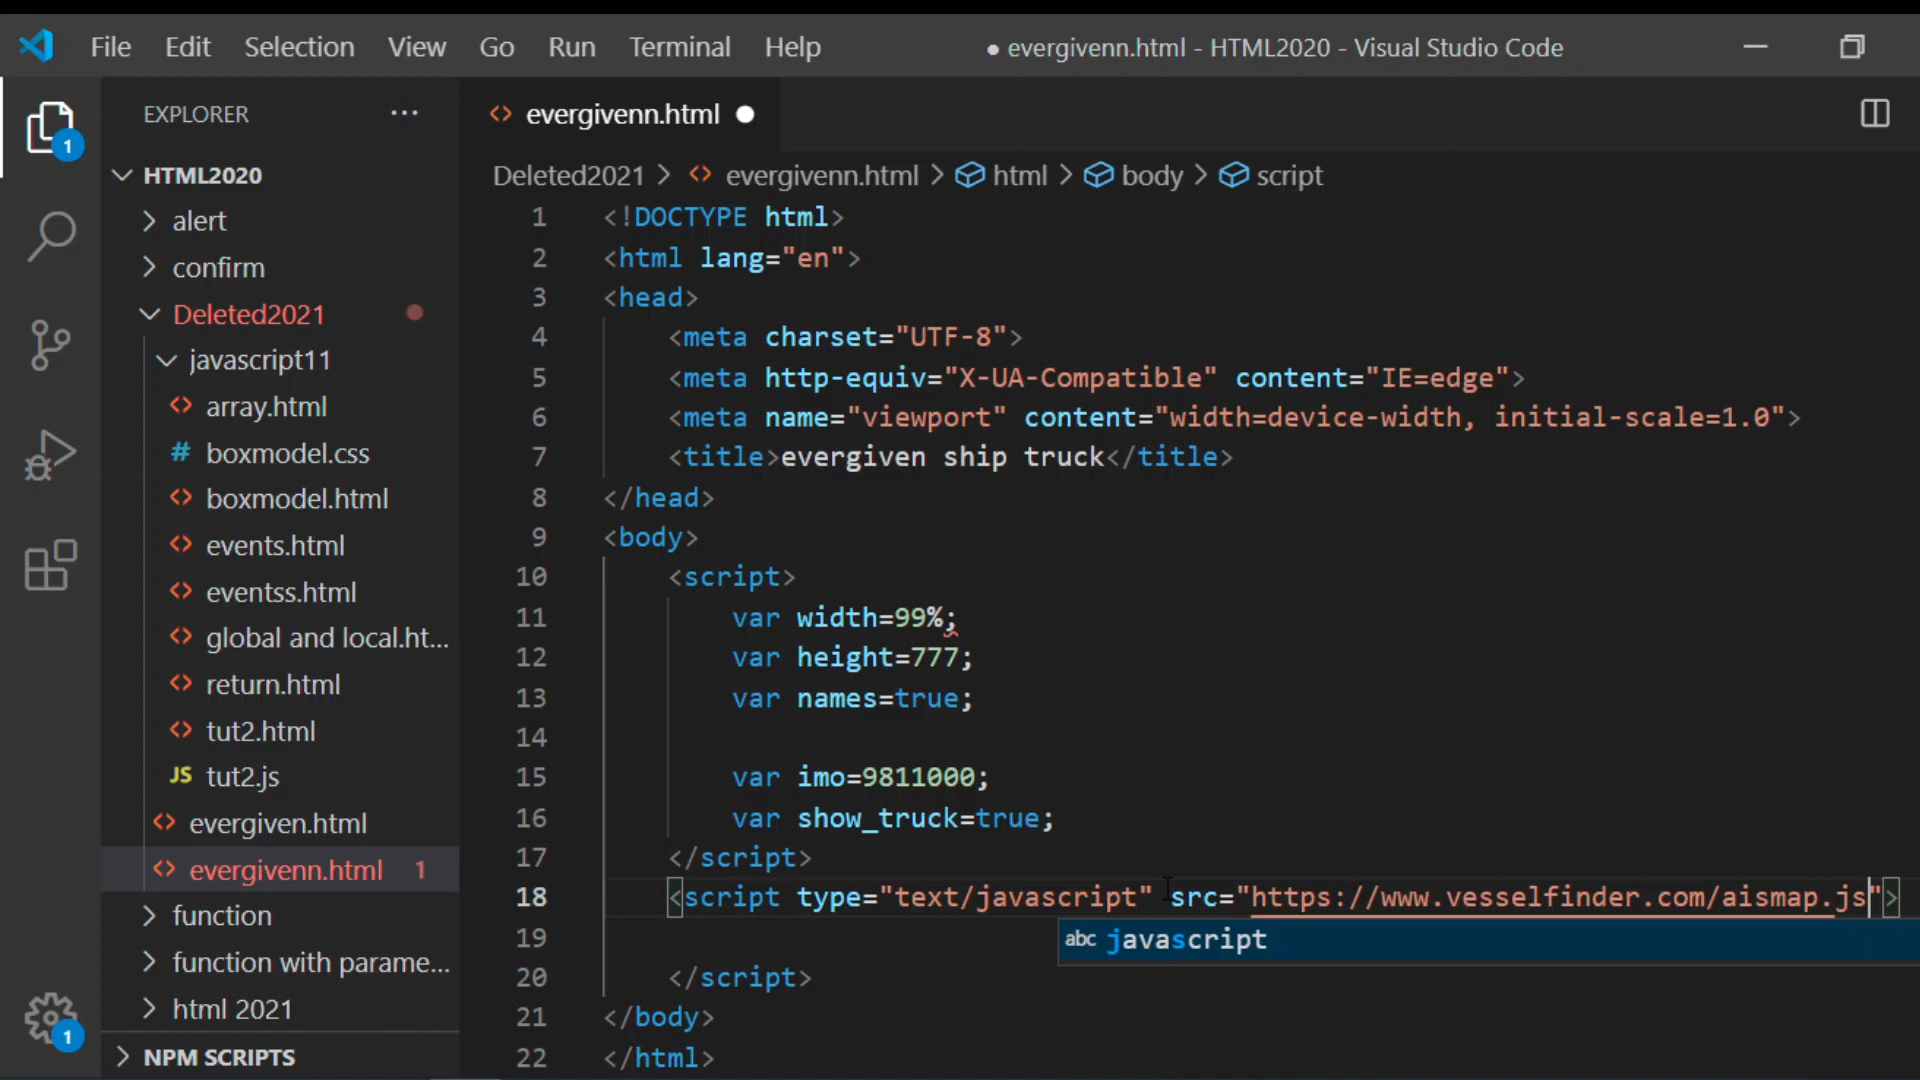 File Edit Selection View Go Run Terminal Help ● evergivenn.html - HTML2020 - Visual Studio Code
EXPLORER ···
evergivenn.html
1
HTML2020
Deleted2021 > evergivenn.html > html > body > script
alert
confirm
Deleted2021
javascript11
array.html
boxmodel.css
boxmodel.html
events.html
eventss.html
global and local.ht...
return.html
tut2.html
JS tut2.js
evergiven.html
evergivenn.html 1
function
function with parame...
html 2021
1
NPM SCRIPTS
1 <!DOCTYPE html>
2 <html lang="en">
3 <head>
4 <meta charset="UTF-8">
5 <meta http-equiv="X-UA-Compatible" content="IE=edge">
6 <meta name="viewport" content="width=device-width, initial-scale=1.0">
7 <title>evergiven ship truck</title>
8 </head>
9 <body>
10 <script>
11 var width=99%;
12 var height=777;
13 var names=true;
14
15 var imo=9811000;
16 var show_truck=true;
17 </script>
18 <script type="text/javascript" src="https://www.vesselfinder.com/aismap.js">
19
abc javascript
20 </script>
21 </body>
22 </html>